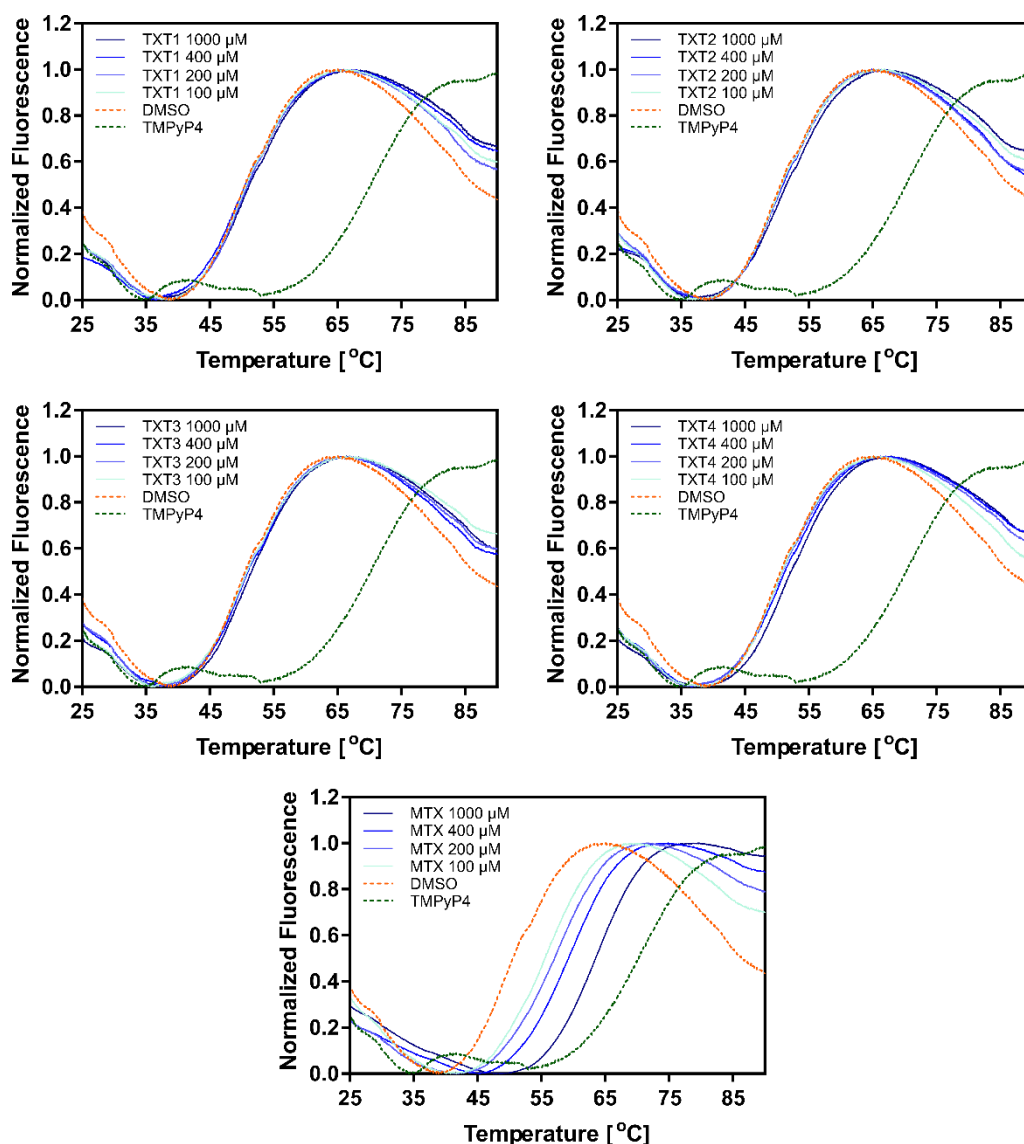 1.2
1.0
0.8
0.6
0.4
0.2
0.0
Normalized Fluorescence
TXT1 1000 µM
TXT1 400 µM
TXT1 200 µM
TXT1 100 µM
DMSO
TMPyP4
25 35 45 55 65 75 85
Temperature [°C]
1.2
1.0
0.8
0.6
0.4
0.2
0.0
Normalized Fluorescence
TXT2 1000 µM
TXT2 400 µM
TXT2 200 µM
TXT2 100 µM
DMSO
TMPyP4
25 35 45 55 65 75 85
Temperature [°C]
1.2
1.0
0.8
0.6
0.4
0.2
0.0
Normalized Fluorescence
TXT3 1000 µM
TXT3 400 µM
TXT3 200 µM
TXT3 100 µM
DMSO
TMPyP4
25 35 45 55 65 75 85
Temperature [°C]
1.2
1.0
0.8
0.6
0.4
0.2
0.0
Normalized Fluorescence
TXT4 1000 µM
TXT4 400 µM
TXT4 200 µM
TXT4 100 µM
DMSO
TMPyP4
25 35 45 55 65 75 85
Temperature [°C]
1.2
1.0
0.8
0.6
0.4
0.2
0.0
Normalized Fluorescence
MTX 1000 µM
MTX 400 µM
MTX 200 µM
MTX 100 µM
DMSO
TMPyP4
25 35 45 55 65 75 85
Temperature [°C]